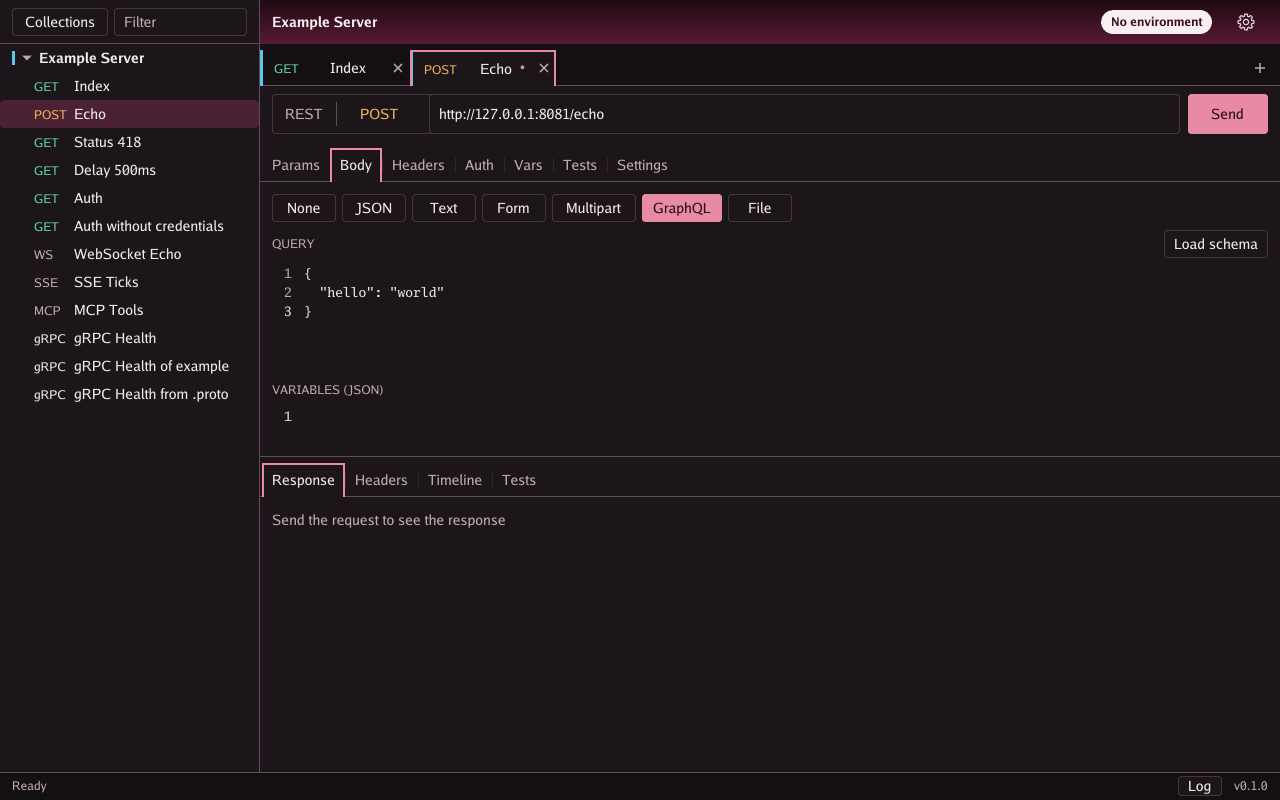 Collections
Filter
Example Server
No environment
Example Server
GET Index
POST Echo
GET Status 418
GET Delay 500ms
GET Auth
GET Auth without credentials
WS WebSocket Echo
SSE SSE Ticks
MCP MCP Tools
gRPC gRPC Health
gRPC gRPC Health of example
gRPC gRPC Health from .proto
GET Index ✕ POST Echo • ✕ +
REST POST http://127.0.0.1:8081/echo Send
Params Body Headers Auth Vars Tests Settings
None JSON Text Form Multipart GraphQL File
QUERY Load schema
1 {
2   "hello": "world"
3 }
VARIABLES (JSON)
1
Response Headers Timeline Tests
Send the request to see the response
Ready Log v0.1.0